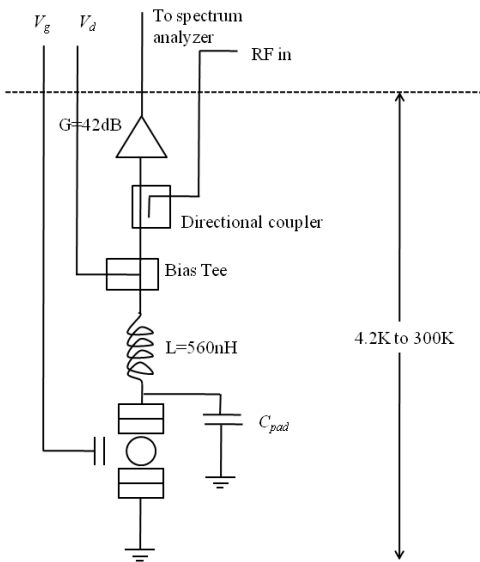 V_g
V_d
To spectrum
analyzer
RF in
G=42dB
Directional coupler
Bias Tee
L=560nH
4.2K to 300K
C_pad